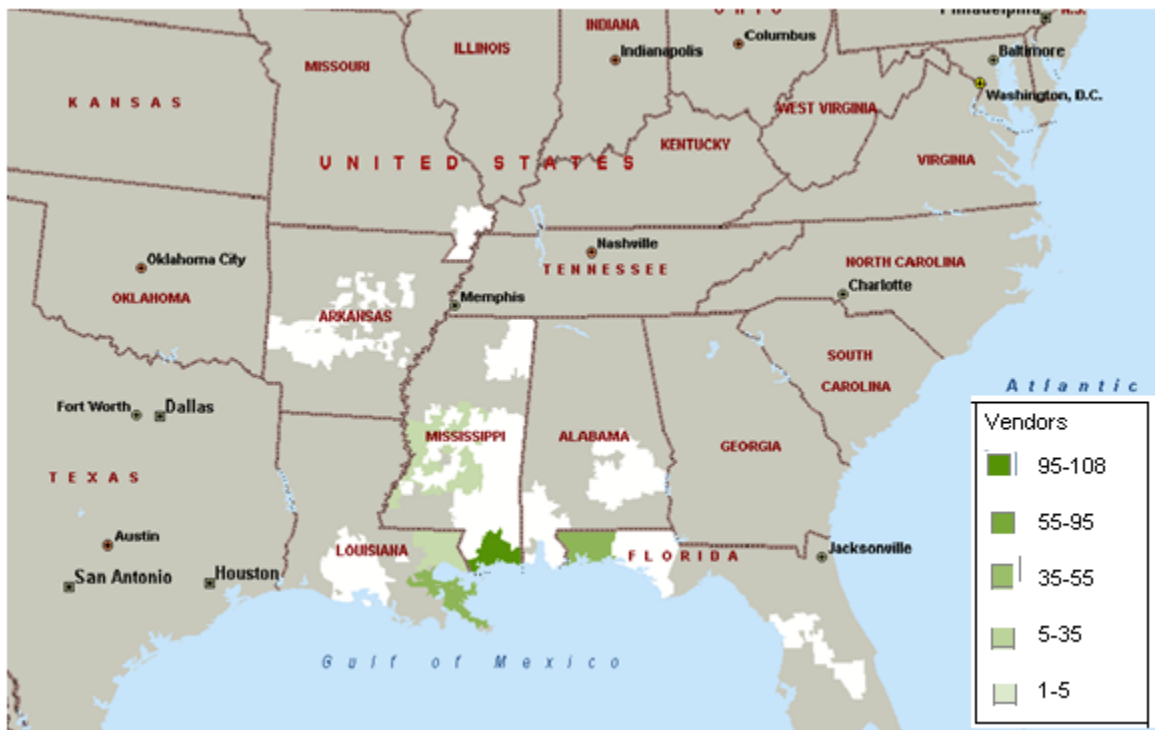 OHIO
Philadelphia
N.J.
INDIANA
Columbus
ILLINOIS
Indianapolis
Baltimore
MISSOURI
Washington, D.C.
KANSAS
WEST VIRGINIA
KENTUCKY
VIRGINIA
UNITED STATES
Nashville
Oklahoma City
TENNESSEE
NORTH CAROLINA
OKLAHOMA
Memphis
Charlotte
ARKANSAS
SOUTH
CAROLINA
Atlantic
Fort Worth
Dallas
MISSISSIPPI
ALABAMA
GEORGIA
TEXAS
Austin
LOUISIANA
FLORIDA
Jacksonville
San Antonio
Houston
Gulf of Mexico
Vendors
95-108
55-95
35-55
5-35
1-5